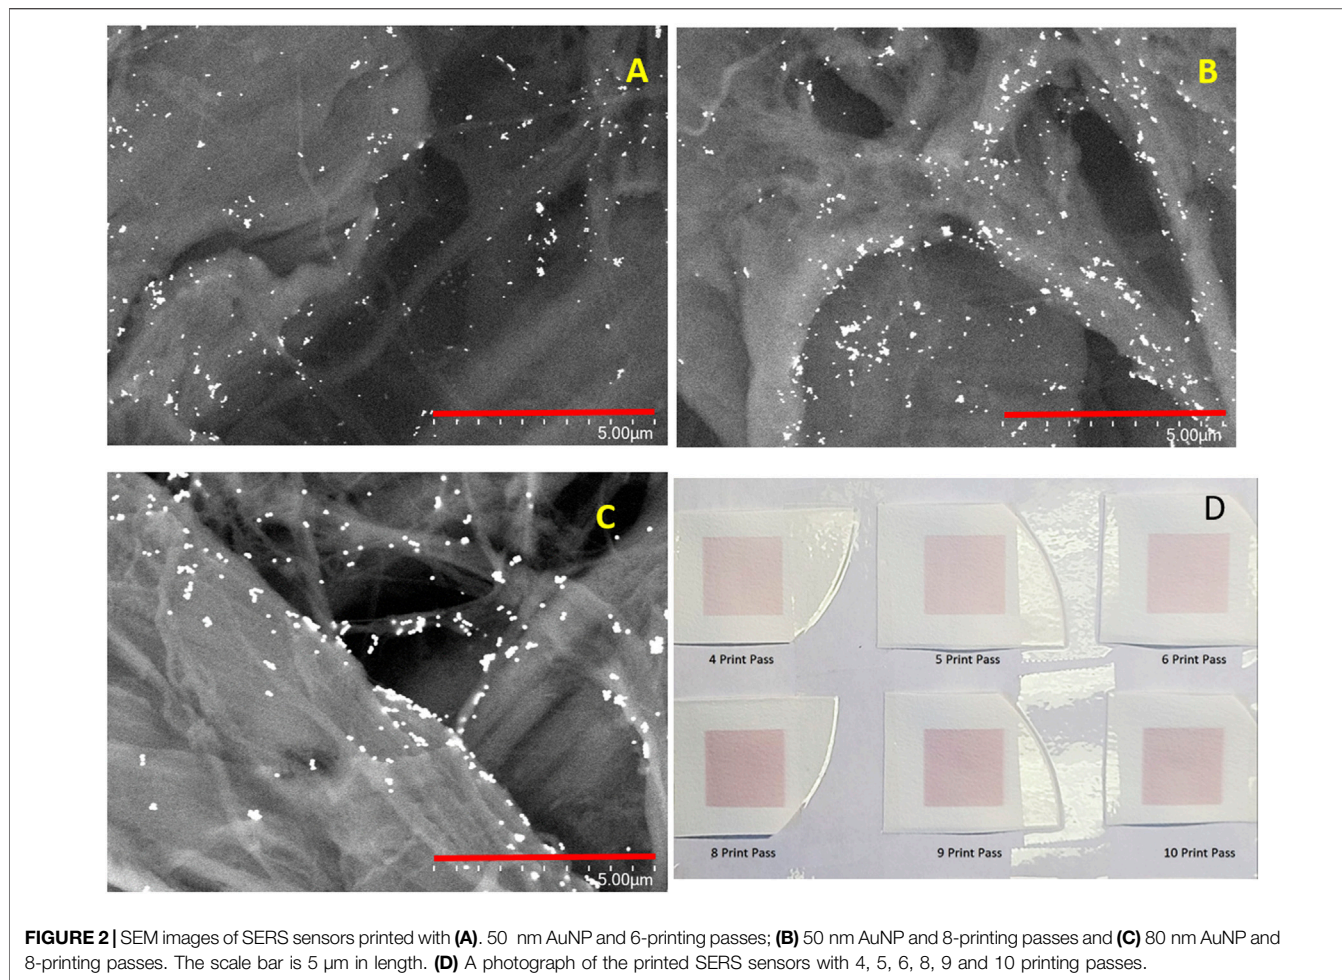 A
B
5.00µm
5.00µm
C
D
4 Print Pass
5 Print Pass
6 Print Pass
5.00µm
8 Print Pass
9 Print Pass
10 Print Pass
FIGURE 2 | SEM images of SERS sensors printed with (A). 50 nm AuNP and 6-printing passes; (B) 50 nm AuNP and 8-printing passes and (C) 80 nm AuNP and
8-printing passes. The scale bar is 5 µm in length. (D) A photograph of the printed SERS sensors with 4, 5, 6, 8, 9 and 10 printing passes.